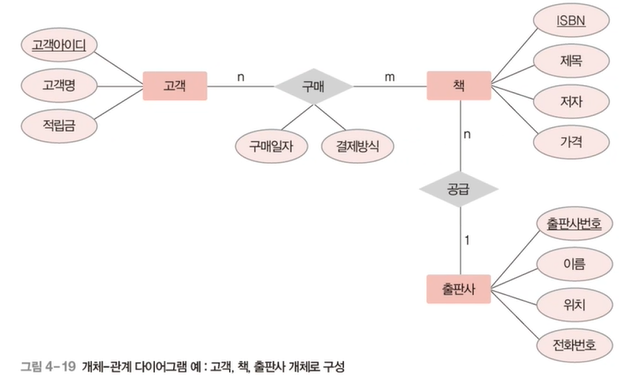 고객아이디
고객명
적립금
고객
n
구매
m
책
구매일자
결제방식
ISBN
제목
저자
가격
n
공급
1
출판사
출판사번호
이름
위치
전화번호
그림 4-19 개체-관계 다이어그램 예 : 고객, 책, 출판사 개체로 구성